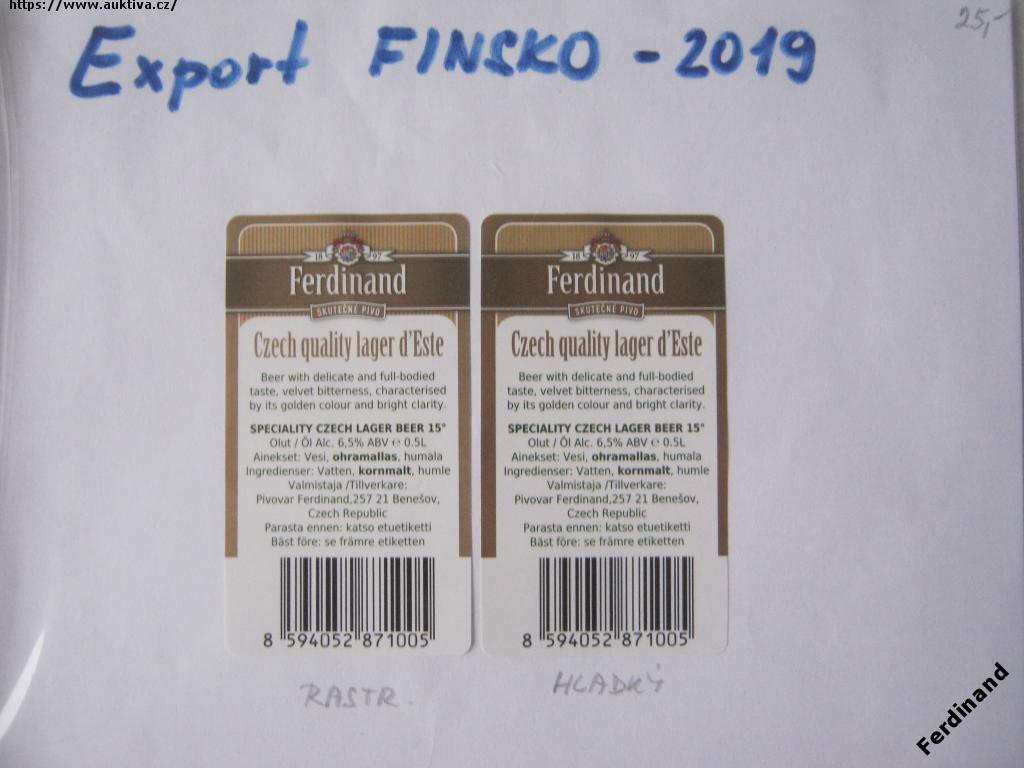 https://www.auktiva.cz/
25,-
Export FINSKO - 2019
18 97
Ferdinand
SKUTEČNÉ PIVO
Czech quality lager d'Este
Beer with delicate and full-bodied
taste, velvet bitterness, characterised
by its golden colour and bright clarity.
SPECIALITY CZECH LAGER BEER 15°
Olut / Öl Alc. 6,5% ABV ℮ 0.5L
Ainekset: Vesi, ohramallas, humala
Ingredienser: Vatten, kornmalt, humle
Valmistaja /Tillverkare:
Pivovar Ferdinand,257 21 Benešov,
Czech Republic
Parasta ennen: katso etuetiketti
Bäst före: se främre etiketten
8 594052 871005
RASTR.
18 97
Ferdinand
SKUTEČNÉ PIVO
Czech quality lager d'Este
Beer with delicate and full-bodied
taste, velvet bitterness, characterised
by its golden colour and bright clarity.
SPECIALITY CZECH LAGER BEER 15°
Olut / Öl Alc. 6,5% ABV ℮ 0.5L
Ainekset: Vesi, ohramallas, humala
Ingredienser: Vatten, kornmalt, humle
Valmistaja /Tillverkare:
Pivovar Ferdinand,257 21 Benešov,
Czech Republic
Parasta ennen: katso etuetiketti
Bäst före: se främre etiketten
8 594052 871005
HLADKÝ
Ferdinand